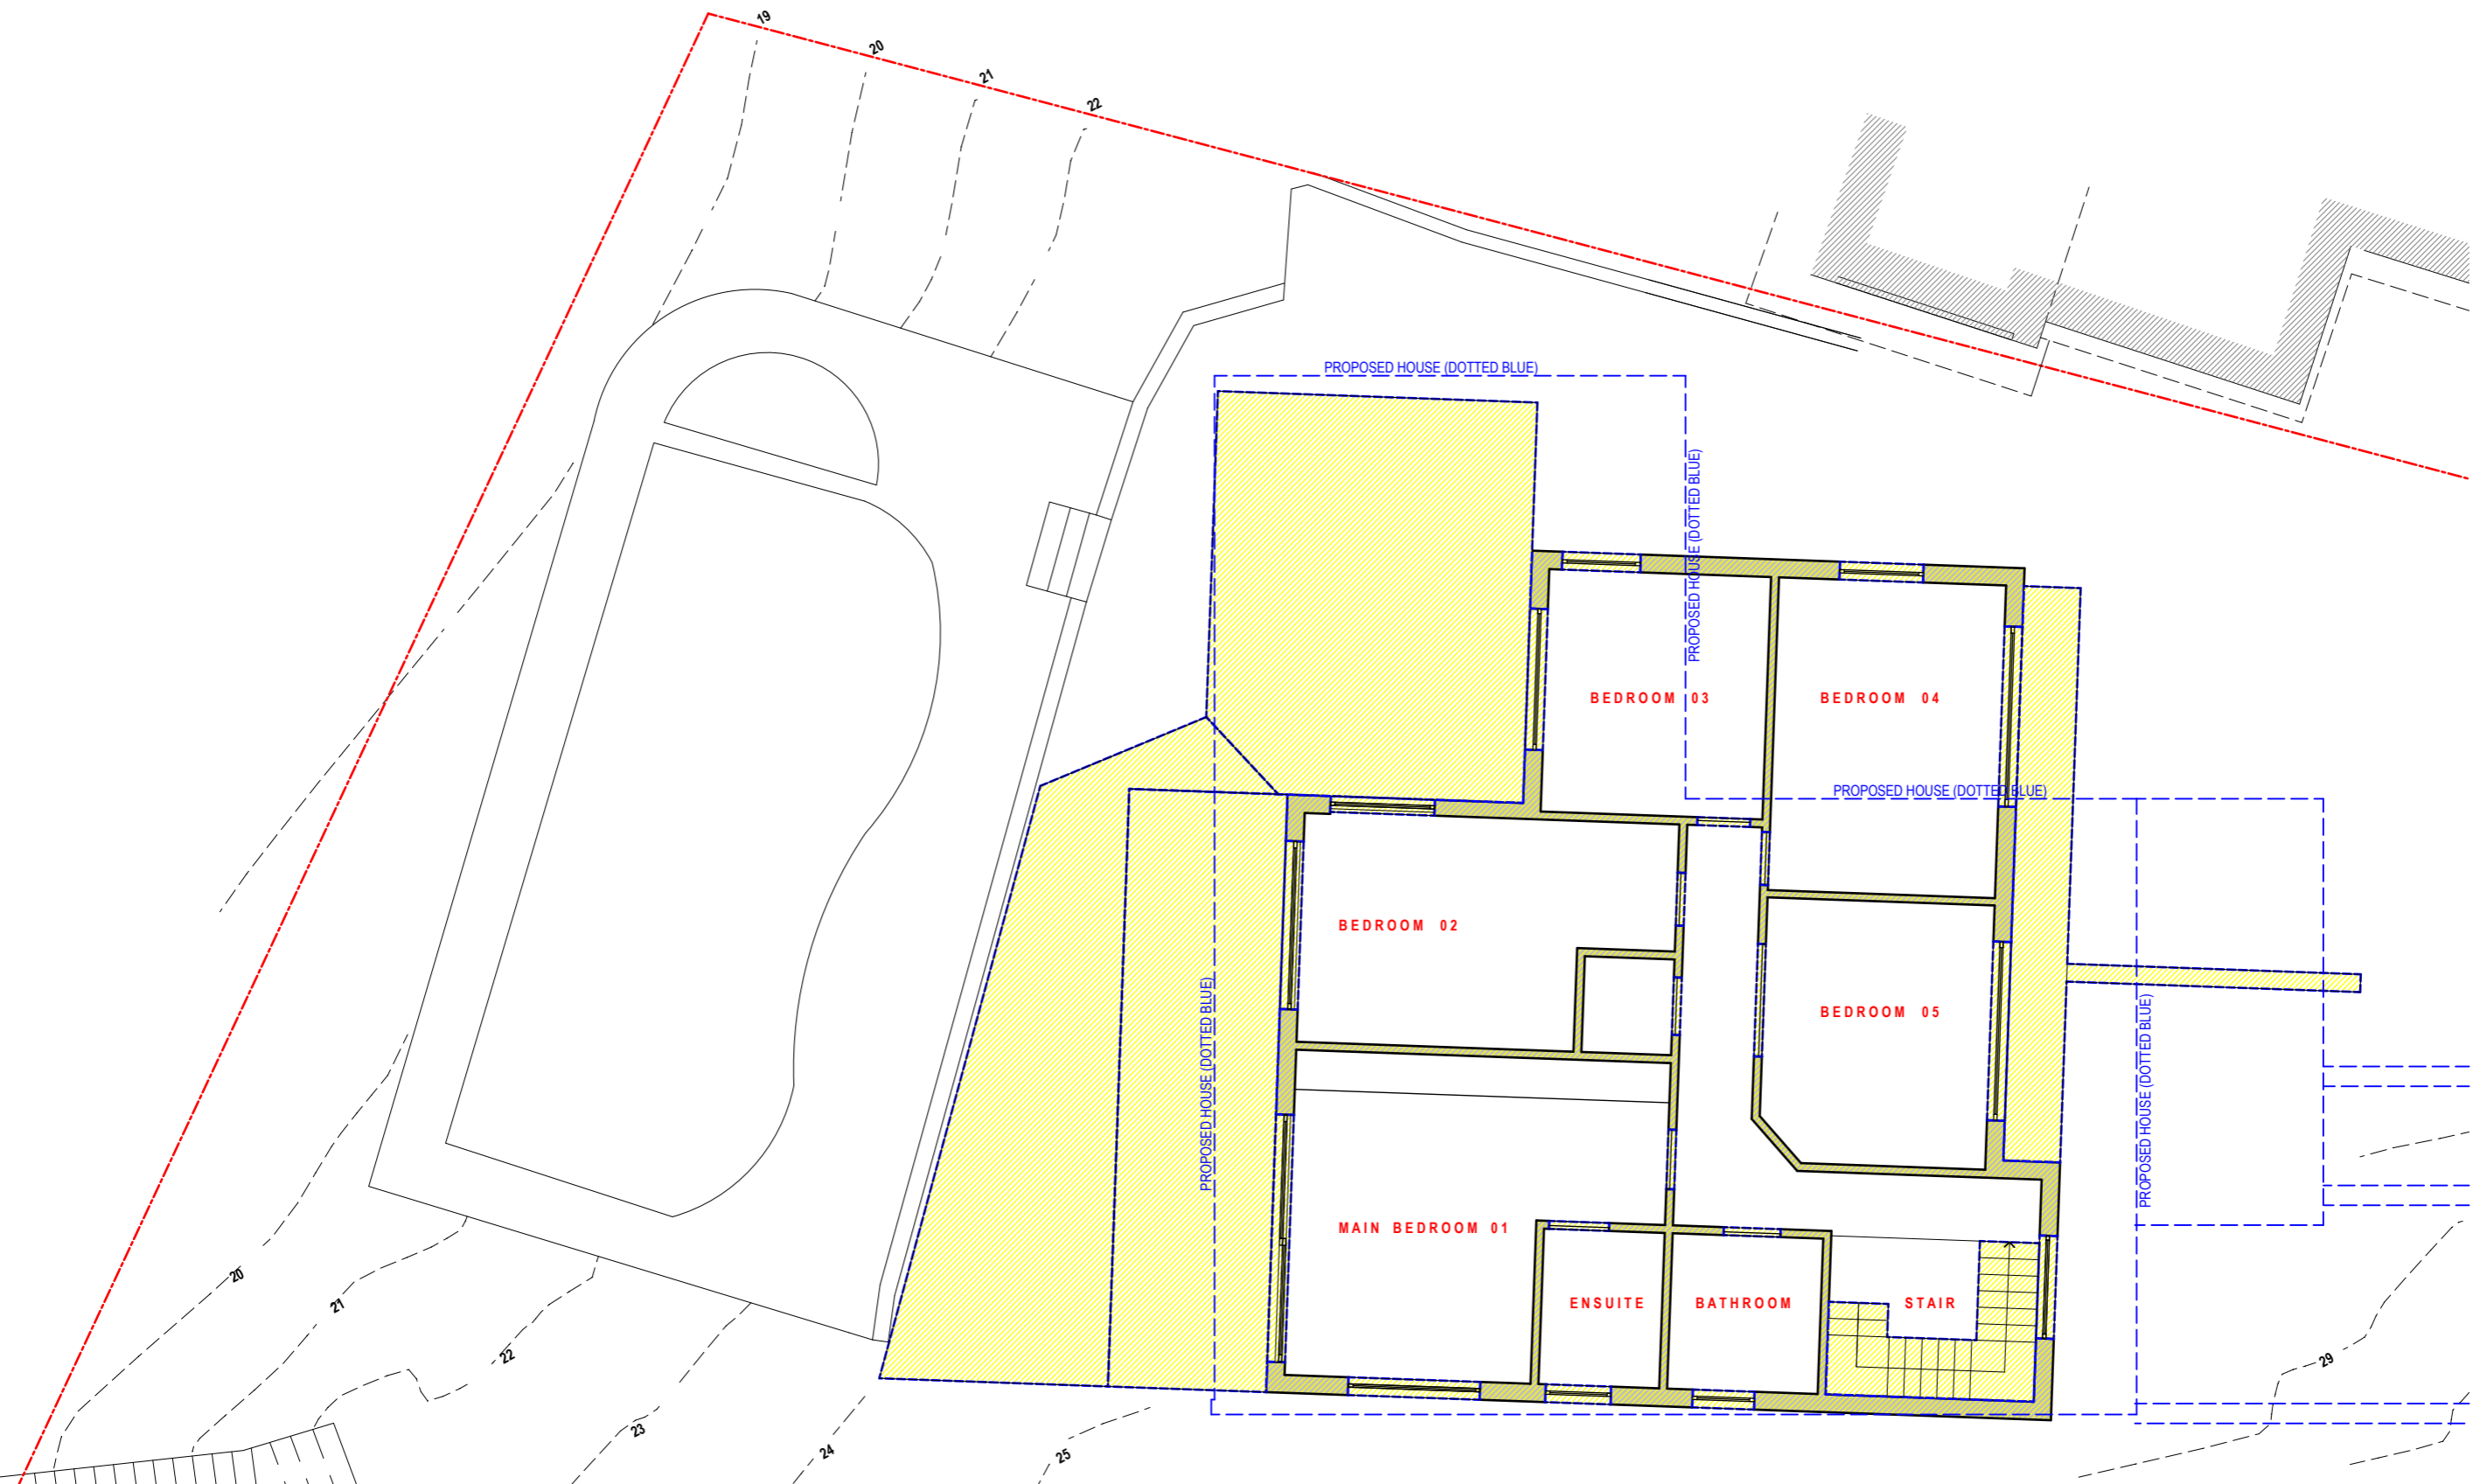 19
20
21
22
PROPOSED HOUSE (DOTTED BLUE)
PROPOSED HOUSE (DOTTED BLUE)
BEDROOM 03
BEDROOM 04
PROPOSED HOUSE (DOTTED BLUE)
BEDROOM 02
BEDROOM 05
PROPOSED HOUSE (DOTTED BLUE)
PROPOSED HOUSE (DOTTED BLUE)
MAIN BEDROOM 01
ENSUITE
BATHROOM
STAIR
20
21
22
23
24
25
29